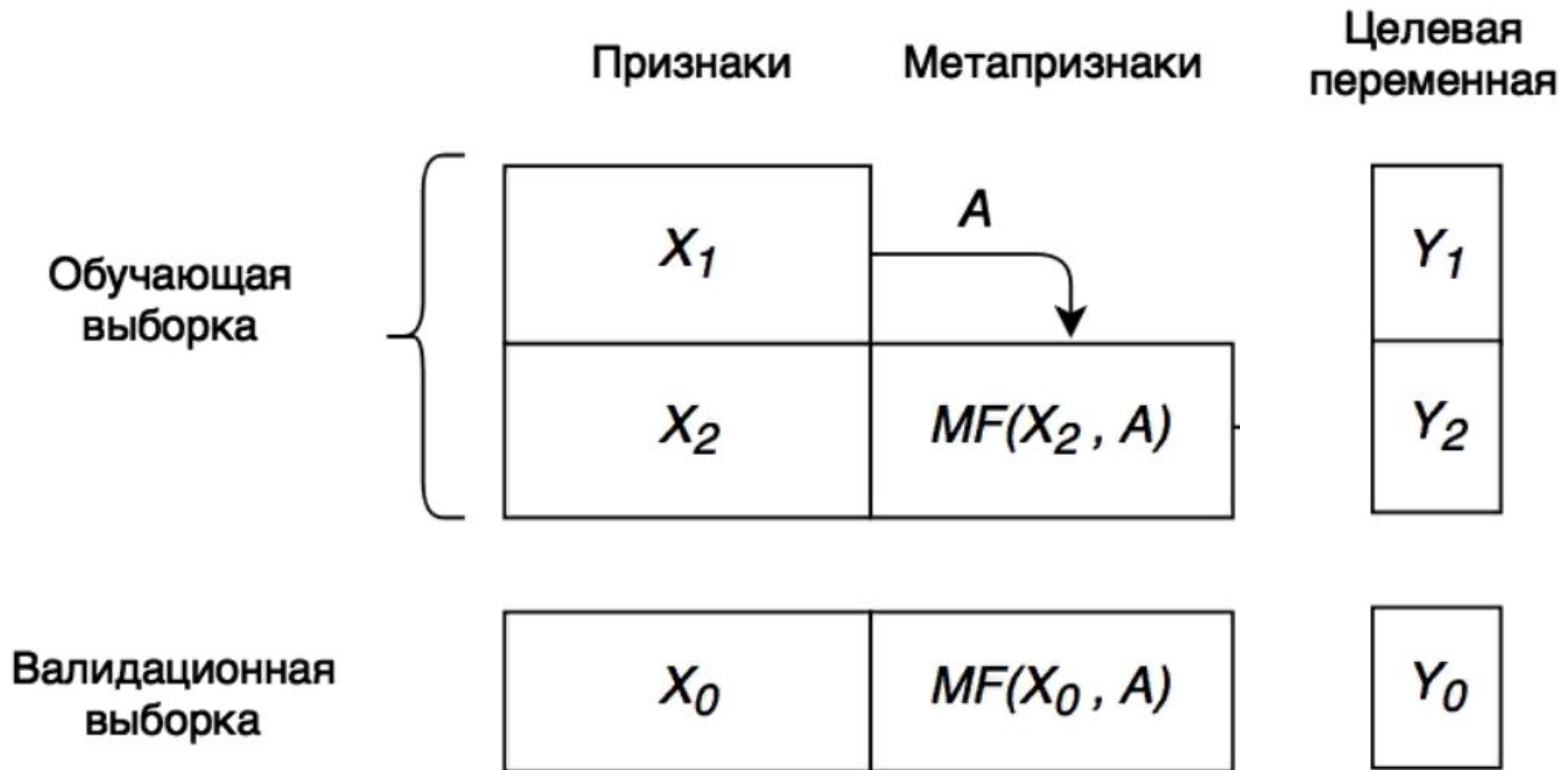 Признаки
Метапризнаки
Целевая
переменная
Обучающая
выборка
X₁
A
Y₁
X₂
MF(X₂ , A)
Y₂
Валидационная
выборка
X₀
MF(X₀ , A)
Y₀